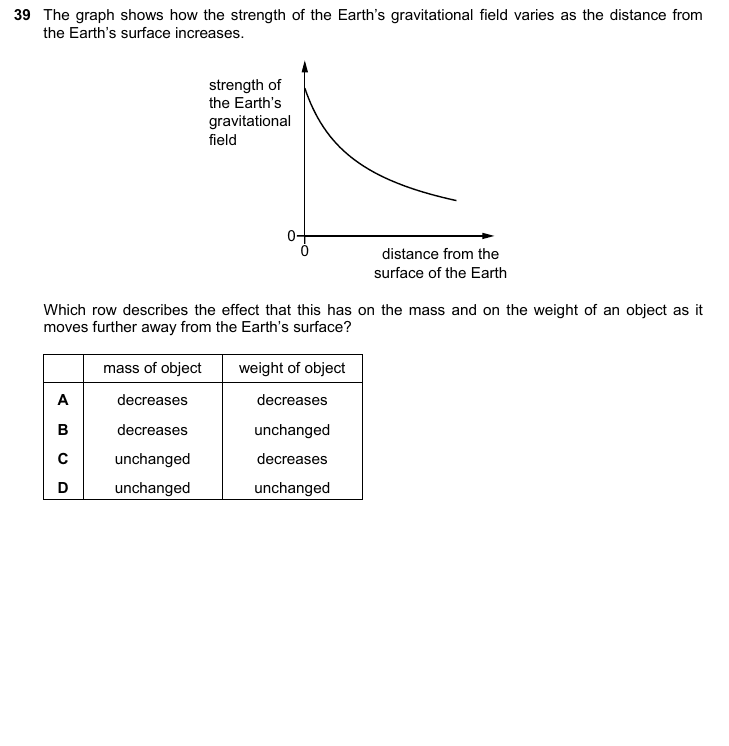 39 The graph shows how the strength of the Earth's gravitational field varies as the distance from
the Earth's surface increases.
strength of
the Earth's
gravitational
field
0
0
distance from the
surface of the Earth
Which row describes the effect that this has on the mass and on the weight of an object as it
moves further away from the Earth's surface?
mass of object weight of object
A decreases decreases
B decreases unchanged
C unchanged decreases
D unchanged unchanged